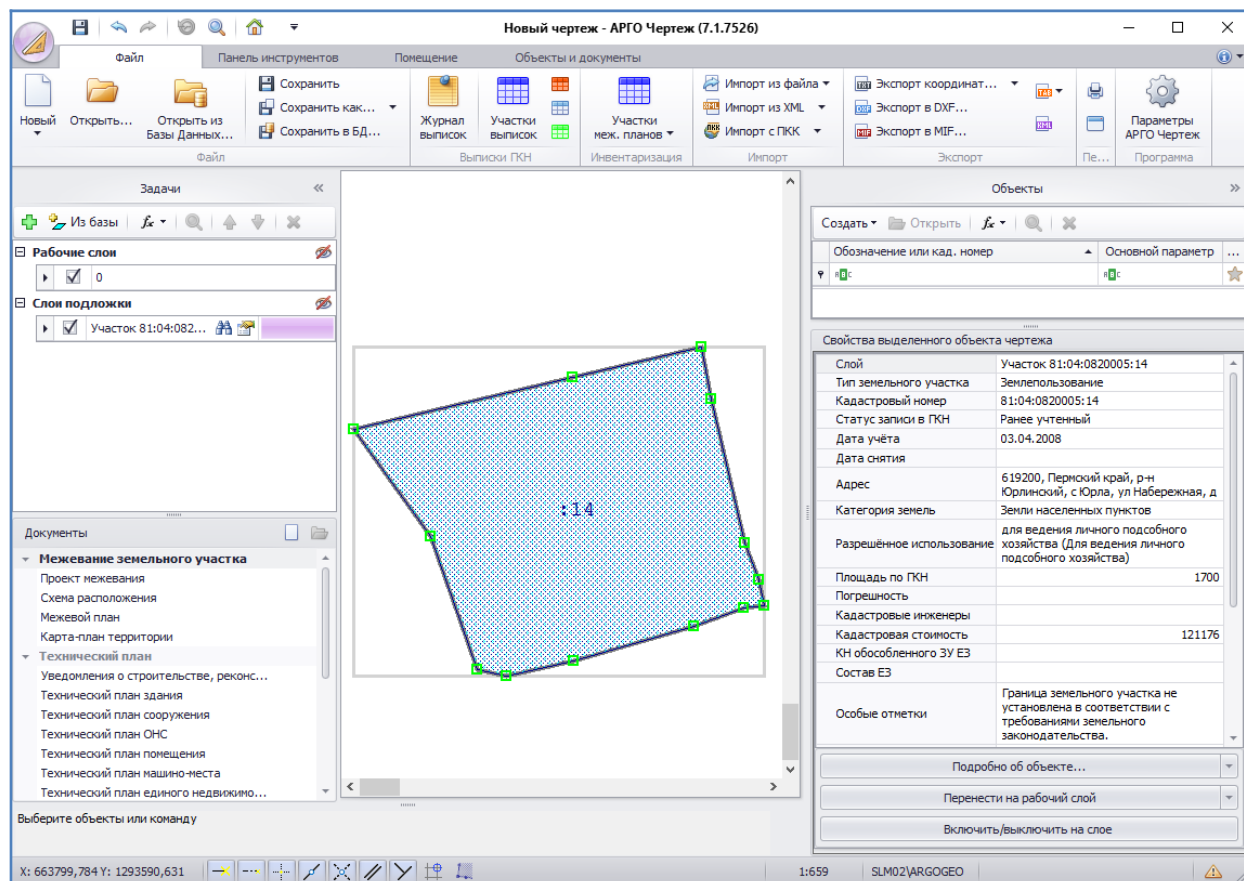 Новый чертеж - АРГО Чертеж (7.1.7526)
Файл Панель инструментов Помещение Объекты и документы
Новый
Открыть...
Открыть из
Базы Данных...
Сохранить
Сохранить как...
Сохранить в БД...
Файл
Журнал
выписок
Участки
выписок
Выписки ГКН
Участки
меж. планов
Инвентаризация
Импорт из файла
Импорт из XML
Импорт с ПКК
Импорт
Экспорт координат...
Экспорт в DXF...
Экспорт в MIF...
Экспорт
Пе...
Параметры
АРГО Чертеж
Программа
Задачи
Из базы
fx
Рабочие слои
0
Слои подложки
Участок 81:04:082...
Документы
Межевание земельного участка
Проект межевания
Схема расположения
Межевой план
Карта-план территории
Технический план
Уведомления о строительстве, реконс...
Технический план здания
Технический план сооружения
Технический план ОНС
Технический план помещения
Технический план машино-места
Технический план единого недвижимо...
:14
Объекты
Создать Открыть fx
Обозначение или кад. номер Основной параметр ...
Свойства выделенного объекта чертежа
Слой Участок 81:04:0820005:14
Тип земельного участка Землепользование
Кадастровый номер 81:04:0820005:14
Статус записи в ГКН Ранее учтенный
Дата учёта 03.04.2008
Дата снятия
Адрес 619200, Пермский край, р-н
Юрлинский, с Юрла, ул Набережная, д
Категория земель Земли населенных пунктов
Разрешённое использование для ведения личного подсобного
хозяйства (Для ведения личного
подсобного хозяйства)
Площадь по ГКН 1700
Погрешность
Кадастровые инженеры
Кадастровая стоимость 121176
КН обособленного ЗУ ЕЗ
Состав ЕЗ
Особые отметки Граница земельного участка не
установлена в соответствии с
требованиями земельного
законодательства.
Подробно об объекте...
Перенести на рабочий слой
Включить/выключить на слое
Выберите объекты или команду
X: 663799,784 Y: 1293590,631 1:659 SLM02\ARGOGEO